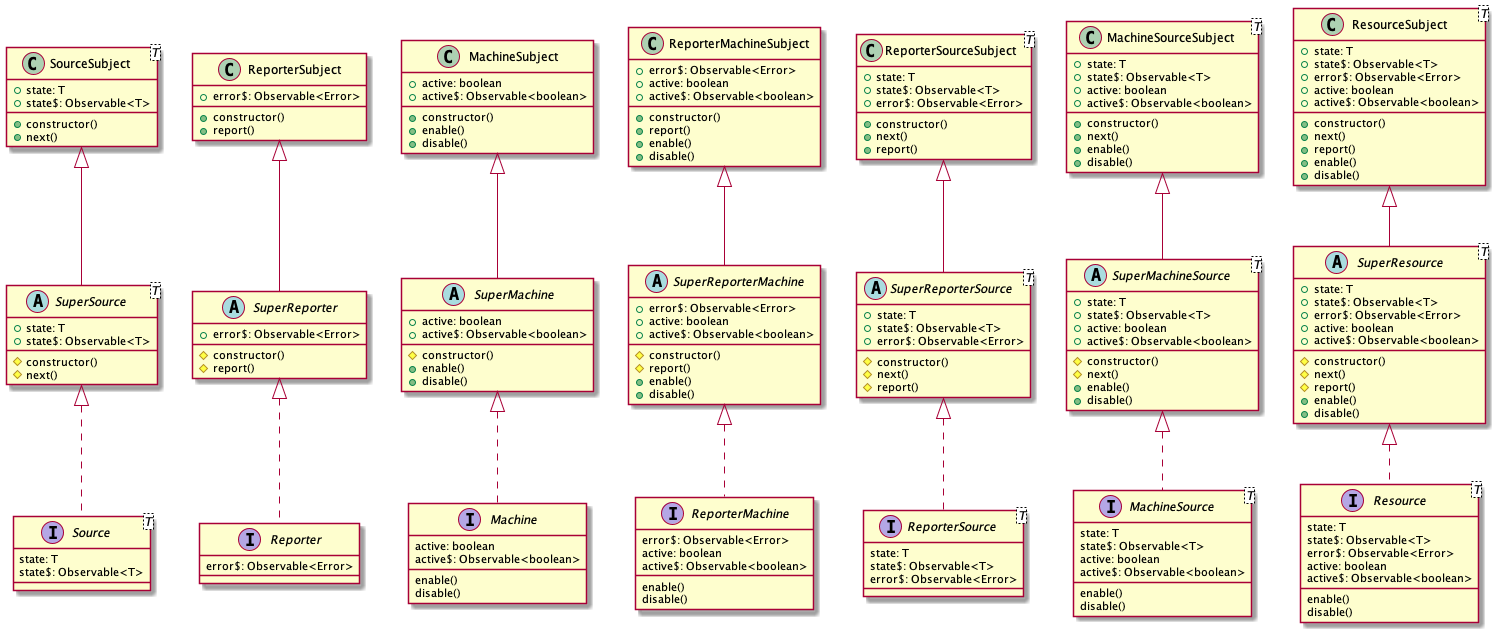 C SourceSubject T
state: T
state$: Observable<T>
constructor()
next()
C ReporterSubject
error$: Observable<Error>
constructor()
report()
C MachineSubject
active: boolean
active$: Observable<boolean>
constructor()
enable()
disable()
C ReporterMachineSubject
error$: Observable<Error>
active: boolean
active$: Observable<boolean>
constructor()
report()
enable()
disable()
C ReporterSourceSubject T
state: T
state$: Observable<T>
error$: Observable<Error>
constructor()
next()
report()
C MachineSourceSubject T
state: T
state$: Observable<T>
active: boolean
active$: Observable<boolean>
constructor()
next()
enable()
disable()
C ResourceSubject T
state: T
state$: Observable<T>
error$: Observable<Error>
active: boolean
active$: Observable<boolean>
constructor()
next()
report()
enable()
disable()
A SuperSource T
state: T
state$: Observable<T>
constructor()
next()
A SuperReporter
error$: Observable<Error>
constructor()
report()
A SuperMachine
active: boolean
active$: Observable<boolean>
constructor()
enable()
disable()
A SuperReporterMachine
error$: Observable<Error>
active: boolean
active$: Observable<boolean>
constructor()
report()
enable()
disable()
A SuperReporterSource T
state: T
state$: Observable<T>
error$: Observable<Error>
constructor()
next()
report()
A SuperMachineSource T
state: T
state$: Observable<T>
active: boolean
active$: Observable<boolean>
constructor()
next()
enable()
disable()
A SuperResource T
state: T
state$: Observable<T>
error$: Observable<Error>
active: boolean
active$: Observable<boolean>
constructor()
next()
report()
enable()
disable()
I Source T
state: T
state$: Observable<T>
I Reporter
error$: Observable<Error>
I Machine
active: boolean
active$: Observable<boolean>
enable()
disable()
I ReporterMachine
error$: Observable<Error>
active: boolean
active$: Observable<boolean>
enable()
disable()
I ReporterSource T
state: T
state$: Observable<T>
error$: Observable<Error>
I MachineSource T
state: T
state$: Observable<T>
active: boolean
active$: Observable<boolean>
enable()
disable()
I Resource T
state: T
state$: Observable<T>
error$: Observable<Error>
active: boolean
active$: Observable<boolean>
enable()
disable()